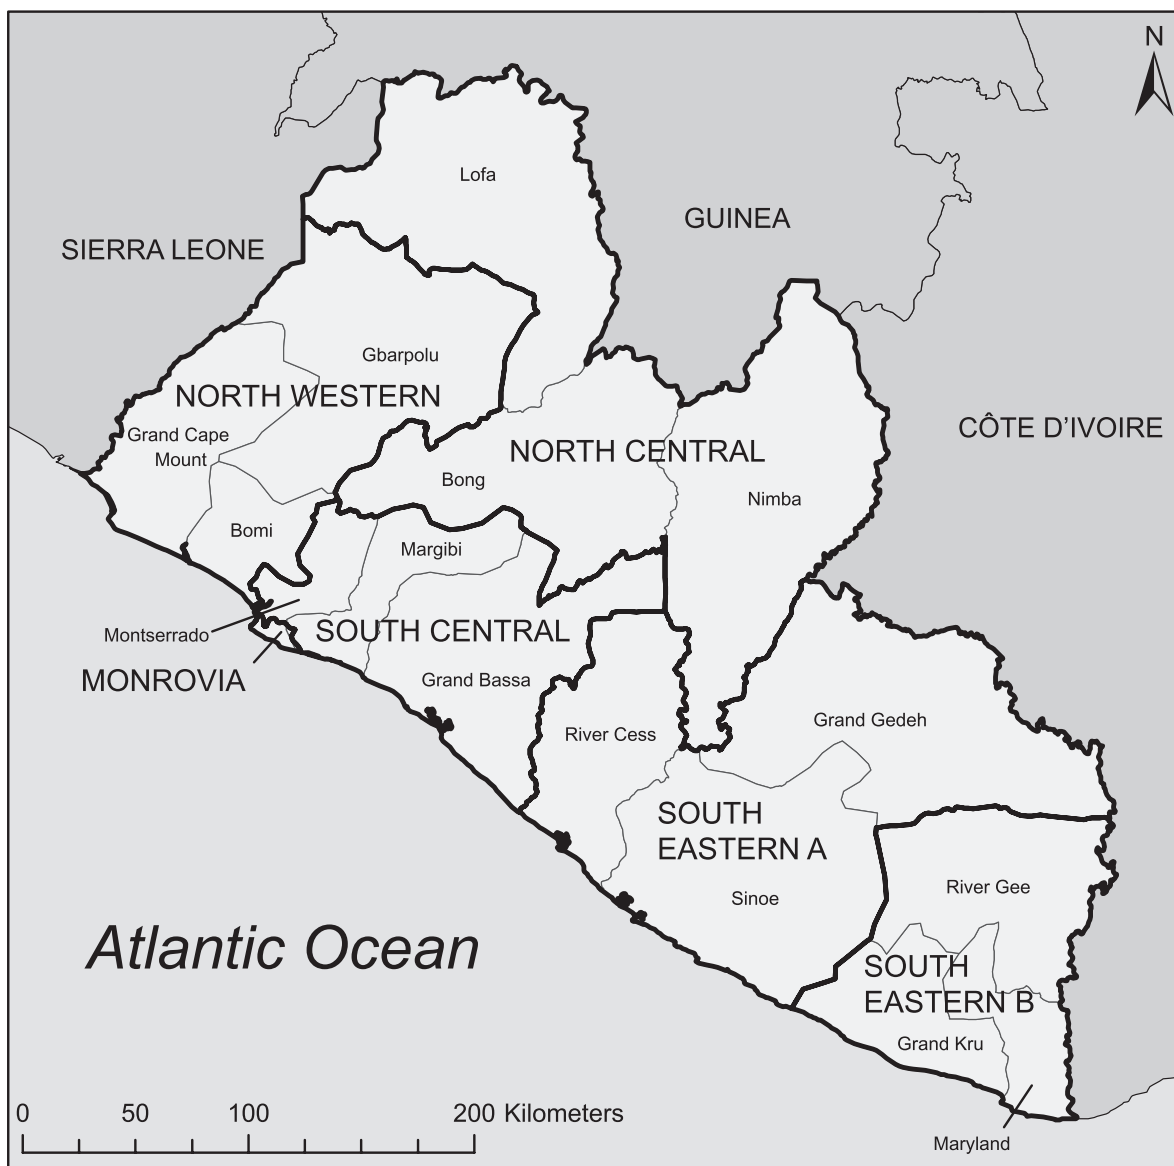 N
Lofa
GUINEA
SIERRA LEONE
Gbarpolu
NORTH WESTERN
CÔTE D'IVOIRE
Grand Cape
Mount
NORTH CENTRAL
Bong
Nimba
Bomi
Margibi
Montserrado
SOUTH CENTRAL
MONROVIA
Grand Bassa
Grand Gedeh
River Cess
SOUTH
EASTERN A
River Gee
Sinoe
Atlantic Ocean
SOUTH
EASTERN B
Grand Kru
0 50 100 200 Kilometers
Maryland